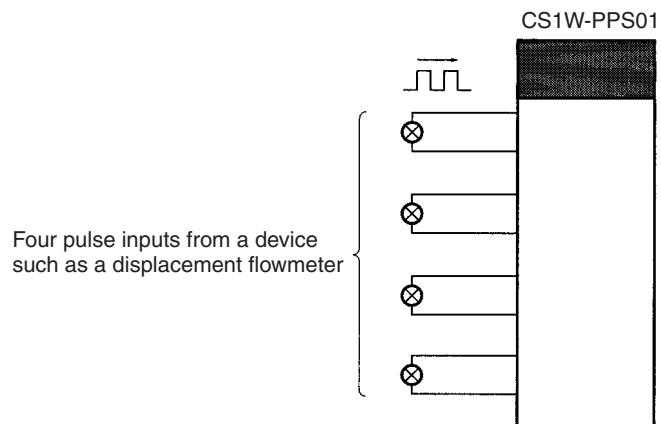 CS1W-PPS01
Four pulse inputs from a device
such as a displacement flowmeter